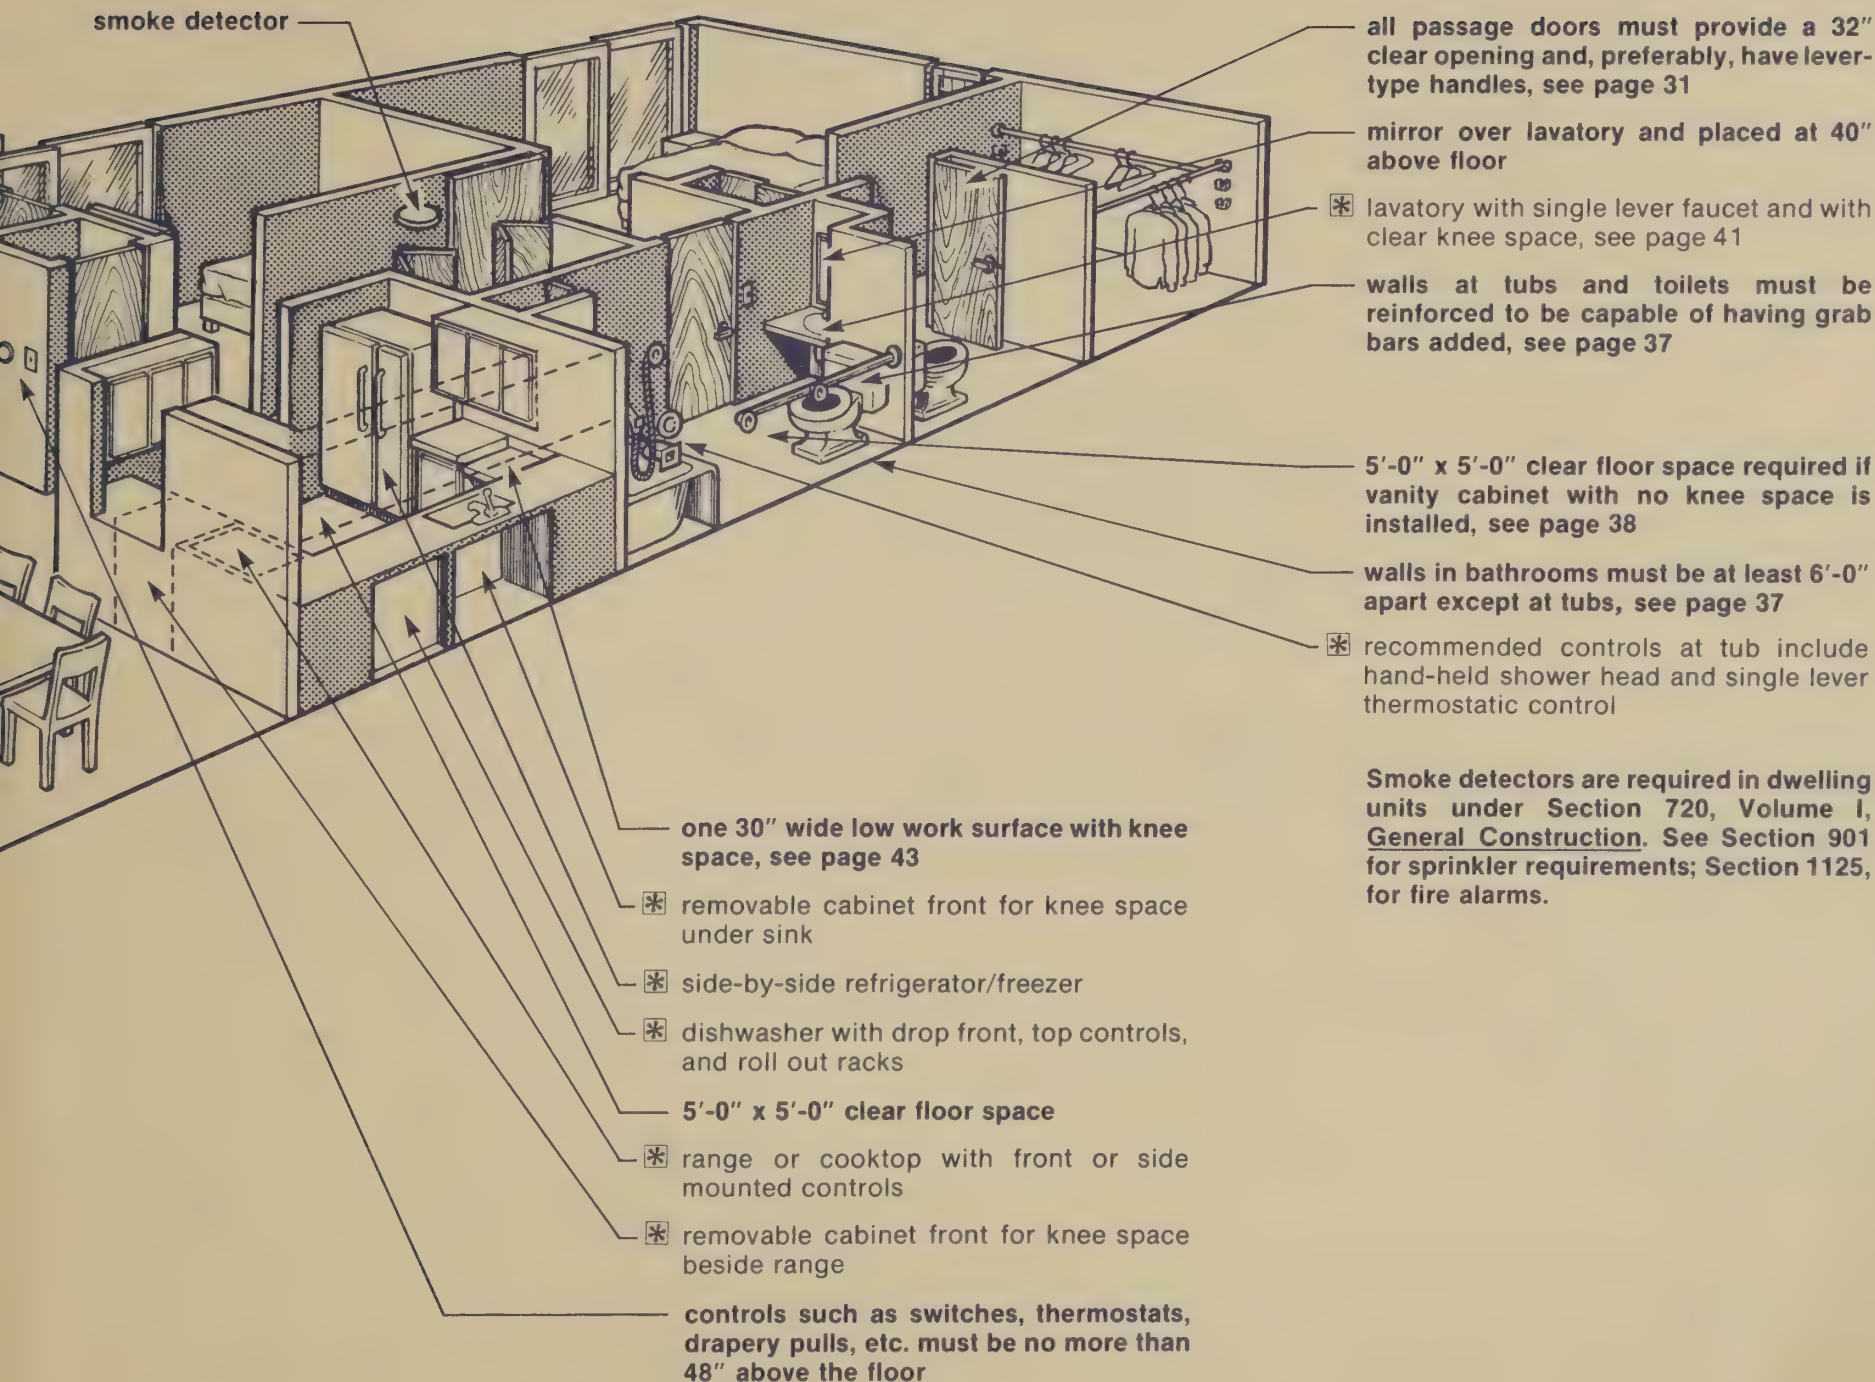 smoke detector
all passage doors must provide a 32"
clear opening and, preferably, have lever-
type handles, see page 31
mirror over lavatory and placed at 40"
above floor
* lavatory with single lever faucet and with
clear knee space, see page 41
walls at tubs and toilets must be
reinforced to be capable of having grab
bars added, see page 37
5'-0" x 5'-0" clear floor space required if
vanity cabinet with no knee space is
installed, see page 38
walls in bathrooms must be at least 6'-0"
apart except at tubs, see page 37
* recommended controls at tub include
hand-held shower head and single lever
thermostatic control
Smoke detectors are required in dwelling
units under Section 720, Volume I,
General Construction. See Section 901
for sprinkler requirements; Section 1125,
for fire alarms.
one 30" wide low work surface with knee
space, see page 43
* removable cabinet front for knee space
under sink
* side-by-side refrigerator/freezer
* dishwasher with drop front, top controls,
and roll out racks
5'-0" x 5'-0" clear floor space
* range or cooktop with front or side
mounted controls
* removable cabinet front for knee space
beside range
controls such as switches, thermostats,
drapery pulls, etc. must be no more than
48" above the floor